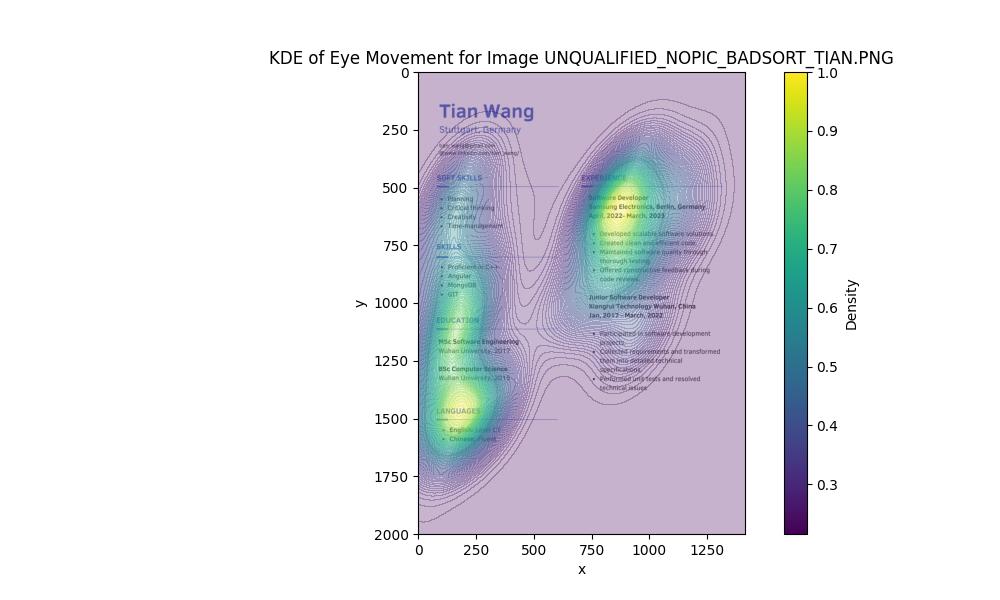 KDE of Eye Movement for Image UNQUALIFIED_NOPIC_BADSORT_TIAN.PNG
Tian Wang
Stuttgart, Germany
SOFT SKILLS
Planning
Critical thinking
Creativity
Time-management
SKILLS
Proficient in C++
Angular
MongoDB
GIT
EDUCATION
MSc Software Engineering
Wuhan University, 2017
BSc Computer Science
Wuhan University, 2015
LANGUAGES
English: Level C1
Chinese: Fluent
EXPERIENCE
Software Developer
Samsung Electronics, Berlin, Germany
April, 2022- March, 2023
Developed scalable software solutions
Created clean and efficient code.
Maintained software quality through
thorough testing.
Offered constructive feedback during
code reviews.
Junior Software Developer
Xiangrui Technology Wuhan, China
Jan, 2017 - March, 2022
Participated in software development
projects.
Collected requirements and transformed
them into detailed technical
specifications.
Performed unit tests and resolved
technical issues
0
250
500
750
1000
1250
1500
1750
2000
y
0
250
500
750
1000
1250
x
1.0
0.9
0.8
0.7
0.6
0.5
0.4
0.3
Density